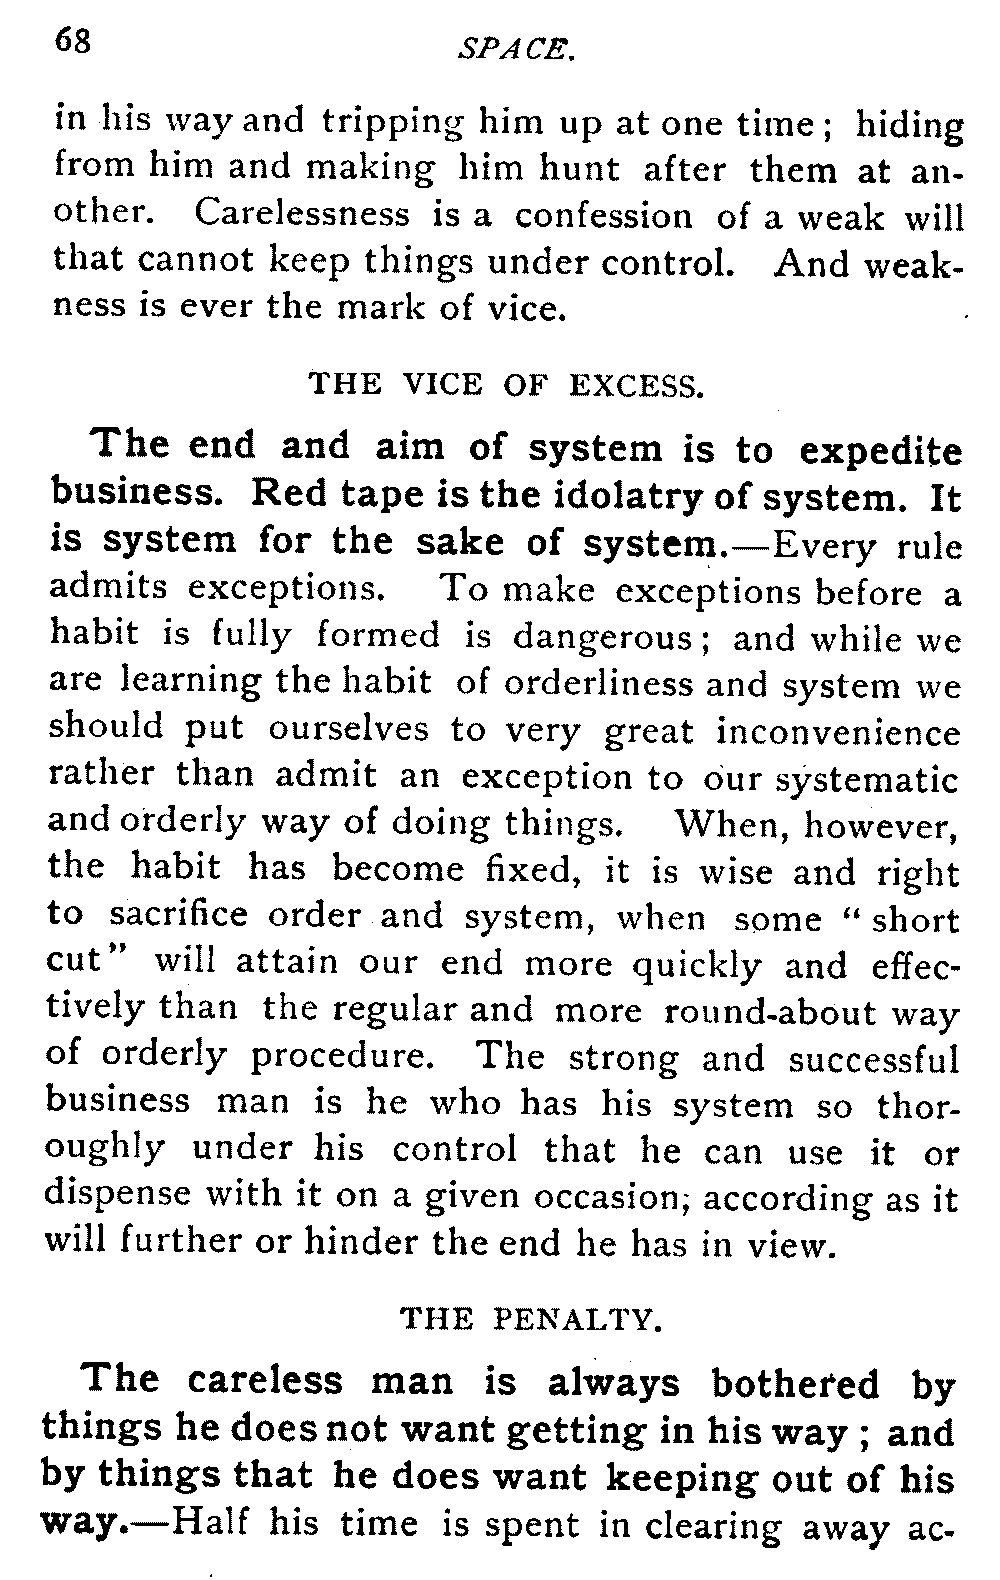 68
SPACE.
in his way and tripping him up at one time; hiding
from him and making him hunt after them at an-
other. Carelessness is a confession of a weak will
that cannot keep things under control. And weak-
ness is ever the mark of vice.
THE VICE OF EXCESS.
The end and aim of system is to expedite
business. Red tape is the idolatry of system. It
is system for the sake of system.—Every rule
admits exceptions. To make exceptions before a
habit is fully formed is dangerous; and while we
are learning the habit of orderliness and system we
should put ourselves to very great inconvenience
rather than admit an exception to our systematic
and orderly way of doing things. When, however,
the habit has become fixed, it is wise and right
to sacrifice order and system, when some "short
cut" will attain our end more quickly and effec-
tively than the regular and more round-about way
of orderly procedure. The strong and successful
business man is he who has his system so thor-
oughly under his control that he can use it or
dispense with it on a given occasion; according as it
will further or hinder the end he has in view.
THE PENALTY.
The careless man is always bothered by
things he does not want getting in his way; and
by things that he does want keeping out of his
way.—Half his time is spent in clearing away ac-